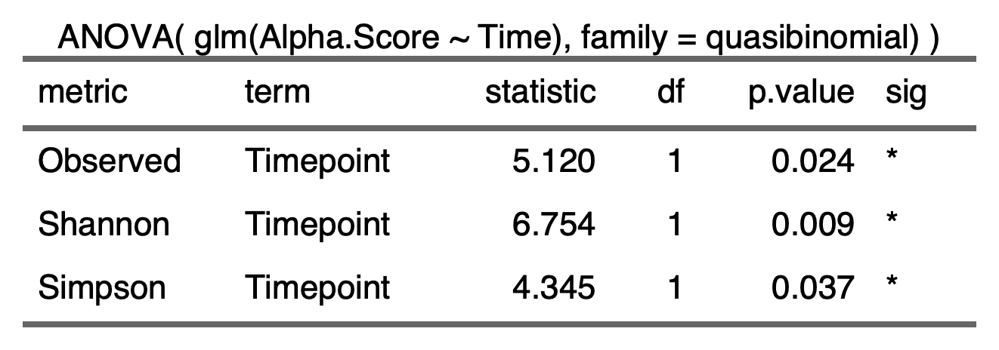 ANOVA( glm(Alpha.Score ~ Time), family = quasibinomial) )
metric term statistic df p.value sig
Observed Timepoint 5.120 1 0.024 *
Shannon Timepoint 6.754 1 0.009 *
Simpson Timepoint 4.345 1 0.037 *